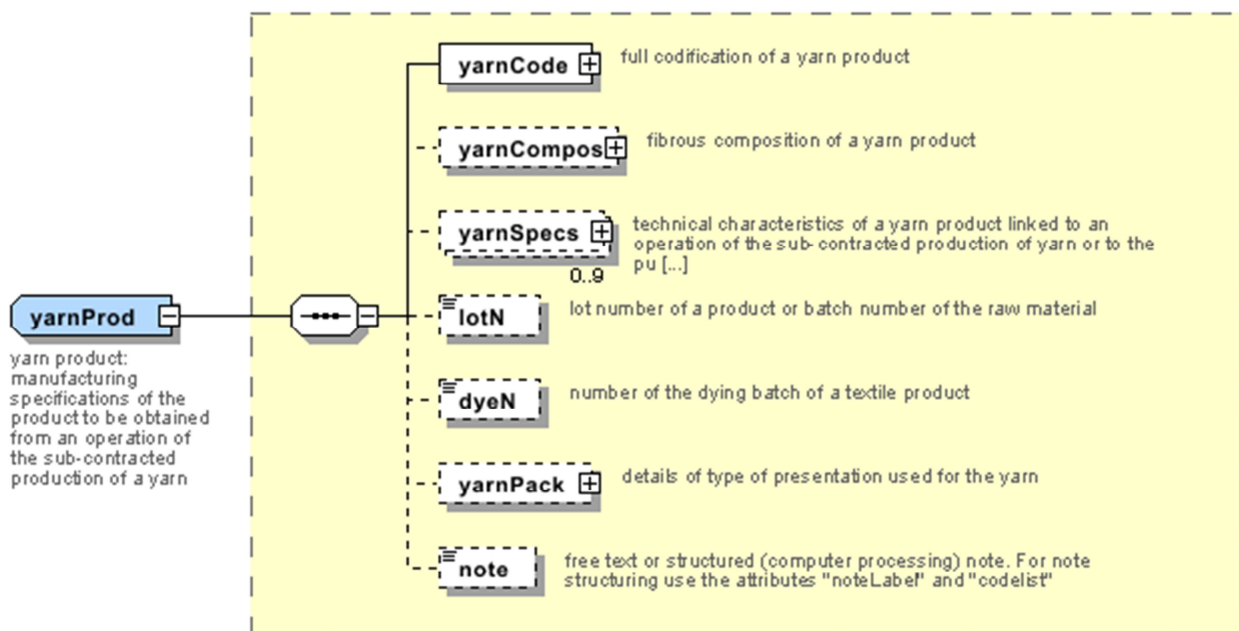 yarnCode
full codification of a yarn product
yarnCompos
fibrous composition of a yarn product
yarnSpecs
technical characteristics of a yarn product linked to an
operation of the sub-contracted production of yarn or to the
pu [...]
0..9
yarnProd
yarn product:
manufacturing
specifications of the
product to be obtained
from an operation of
the sub-contracted
production of a yarn
lotN
lot number of a product or batch number of the raw material
dyeN
number of the dying batch of a textile product
yarnPack
details of type of presentation used for the yarn
note
free text or structured (computer processing) note. For note
structuring use the attributes "noteLabel" and "codelist"